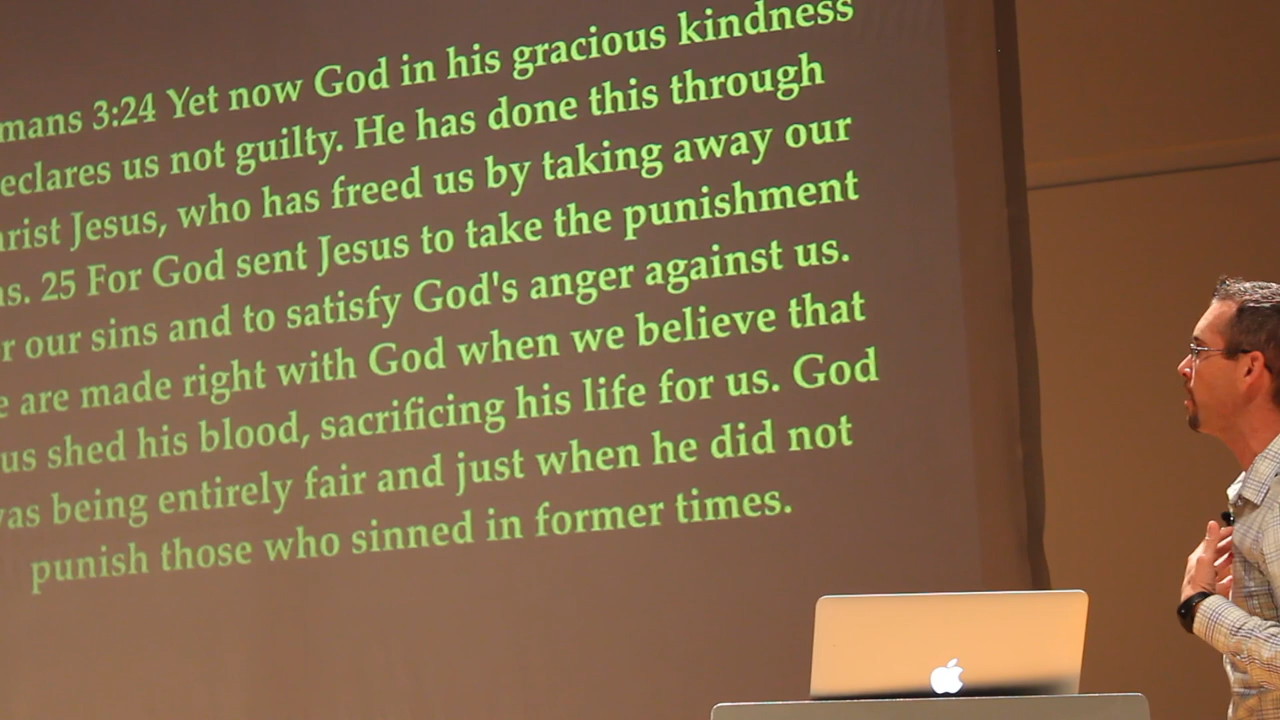 mans 3:24 Yet now God in his gracious kindness
eclares us not guilty. He has done this through
rist Jesus, who has freed us by taking away our
s. 25 For God sent Jesus to take the punishment
r our sins and to satisfy God's anger against us.
e are made right with God when we believe that
us shed his blood, sacrificing his life for us. God
as being entirely fair and just when he did not
punish those who sinned in former times.